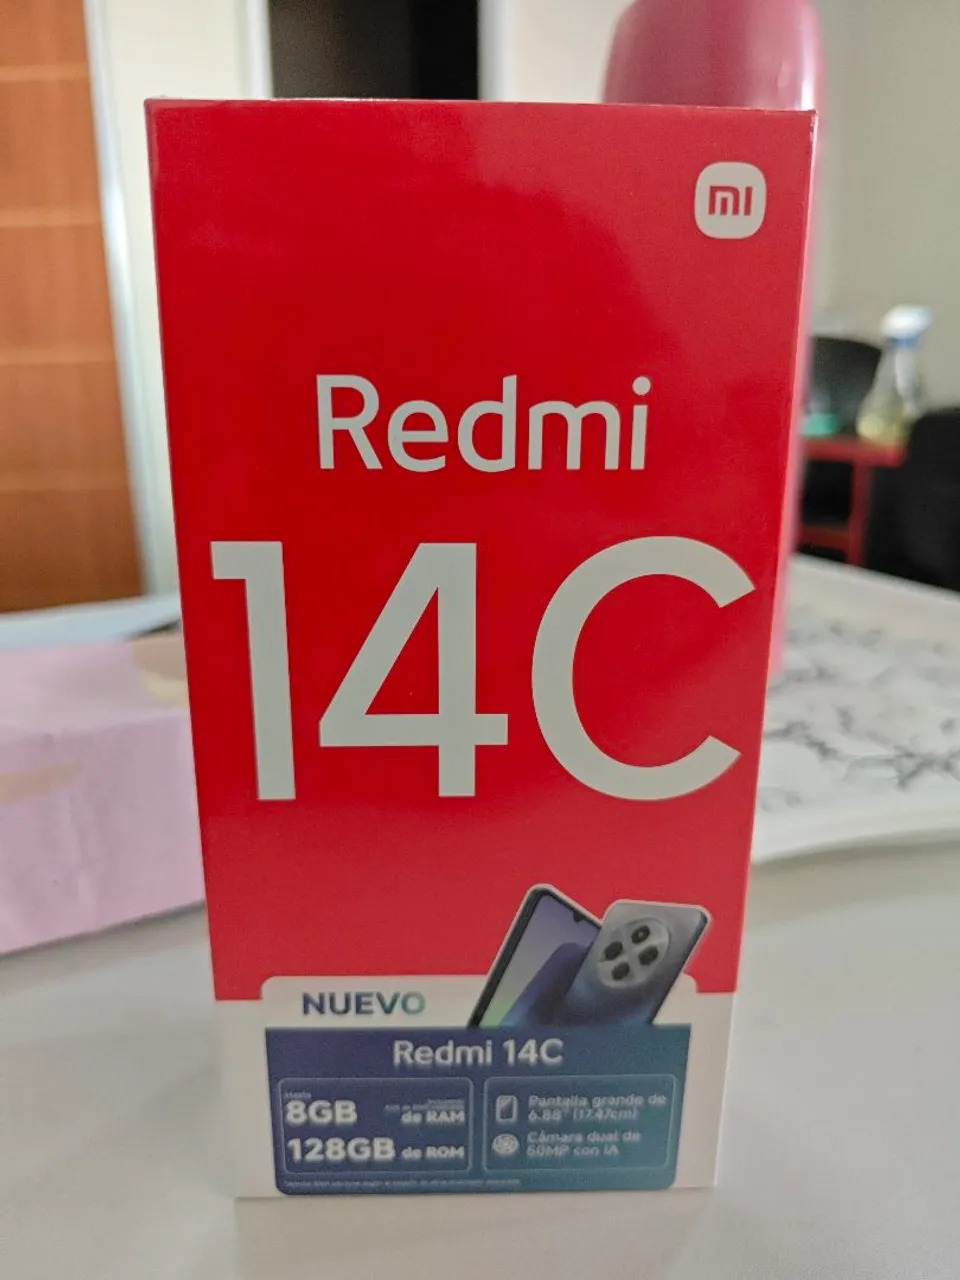 mi
Redmi
14C
NUEVO
Redmi 14C
Hasta
8GB
de RAM
128GB de ROM
Pantalla grande de
6.88" (17.47cm)
Cámara dual de
50MP con IA